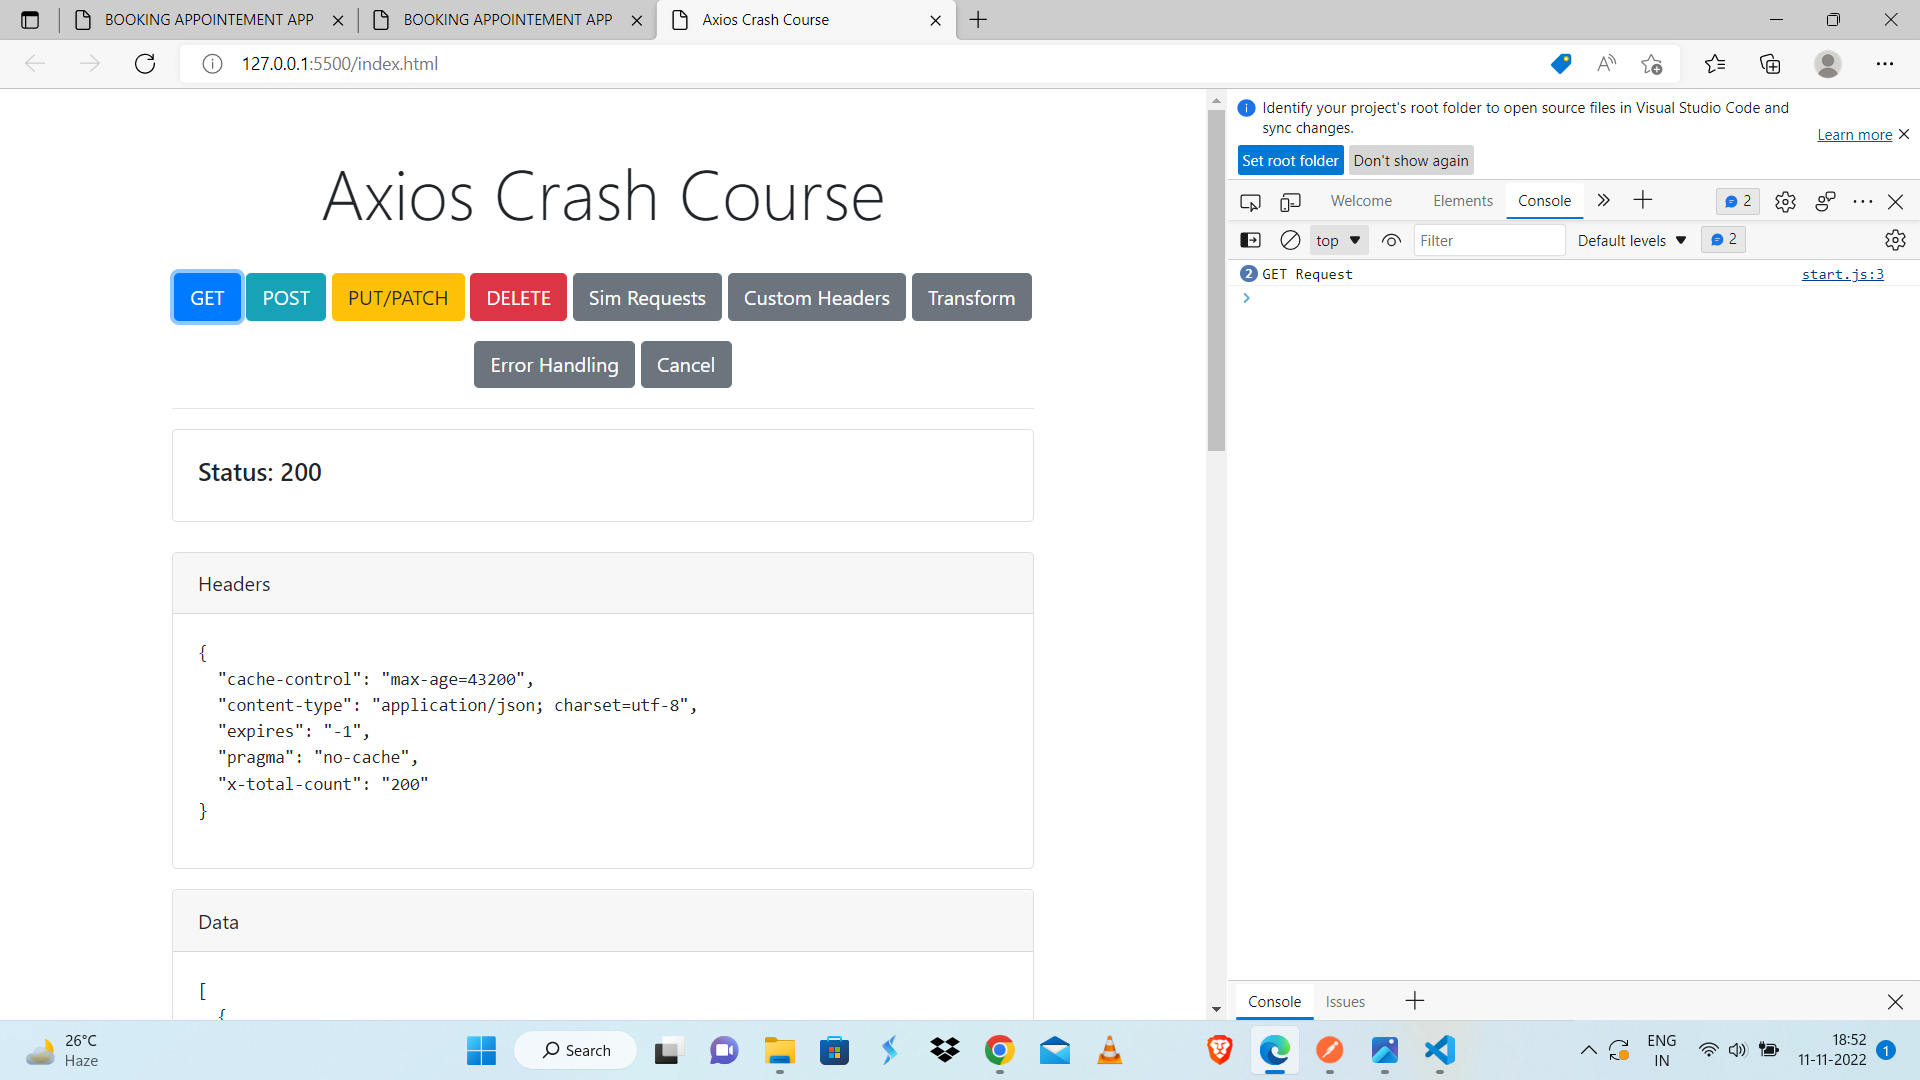 BOOKING APPOINTEMENT APP
BOOKING APPOINTEMENT APP
Axios Crash Course
127.0.0.1:5500/index.html
Axios Crash Course
GET POST PUT/PATCH DELETE Sim Requests Custom Headers Transform
Error Handling Cancel
Status: 200
Headers
{
"cache-control": "max-age=43200",
"content-type": "application/json; charset=utf-8",
"expires": "-1",
"pragma": "no-cache",
"x-total-count": "200"
}
Data
[
{
Identify your project's root folder to open source files in Visual Studio Code and
sync changes.
Learn more
Set root folder Don't show again
Welcome Elements Console 2
top Filter Default levels 2
2 GET Request start.js:3
Console Issues
26°C
Haze
Search
ENG
IN
18:52
11-11-2022
1